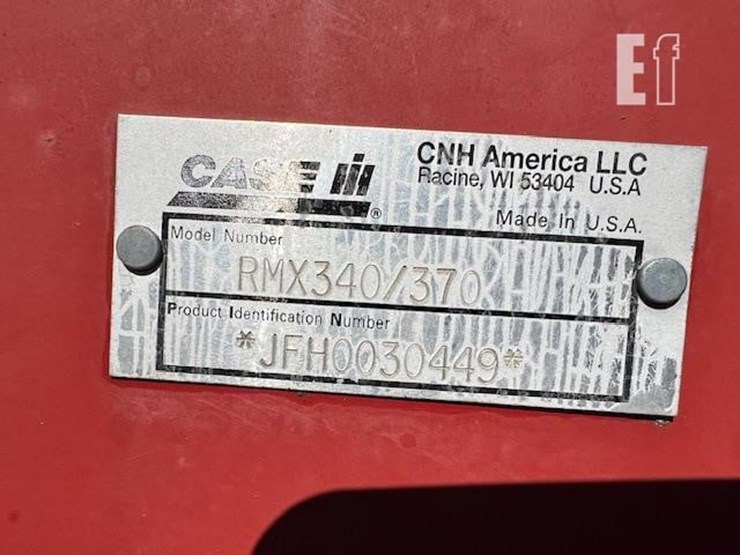 Ef
CASE IH ®
CNH America LLC
Racine, WI 53404 U.S.A
Made In U.S.A.
Model Number
RMX340/370
Product Identification Number
*JFH0030449*